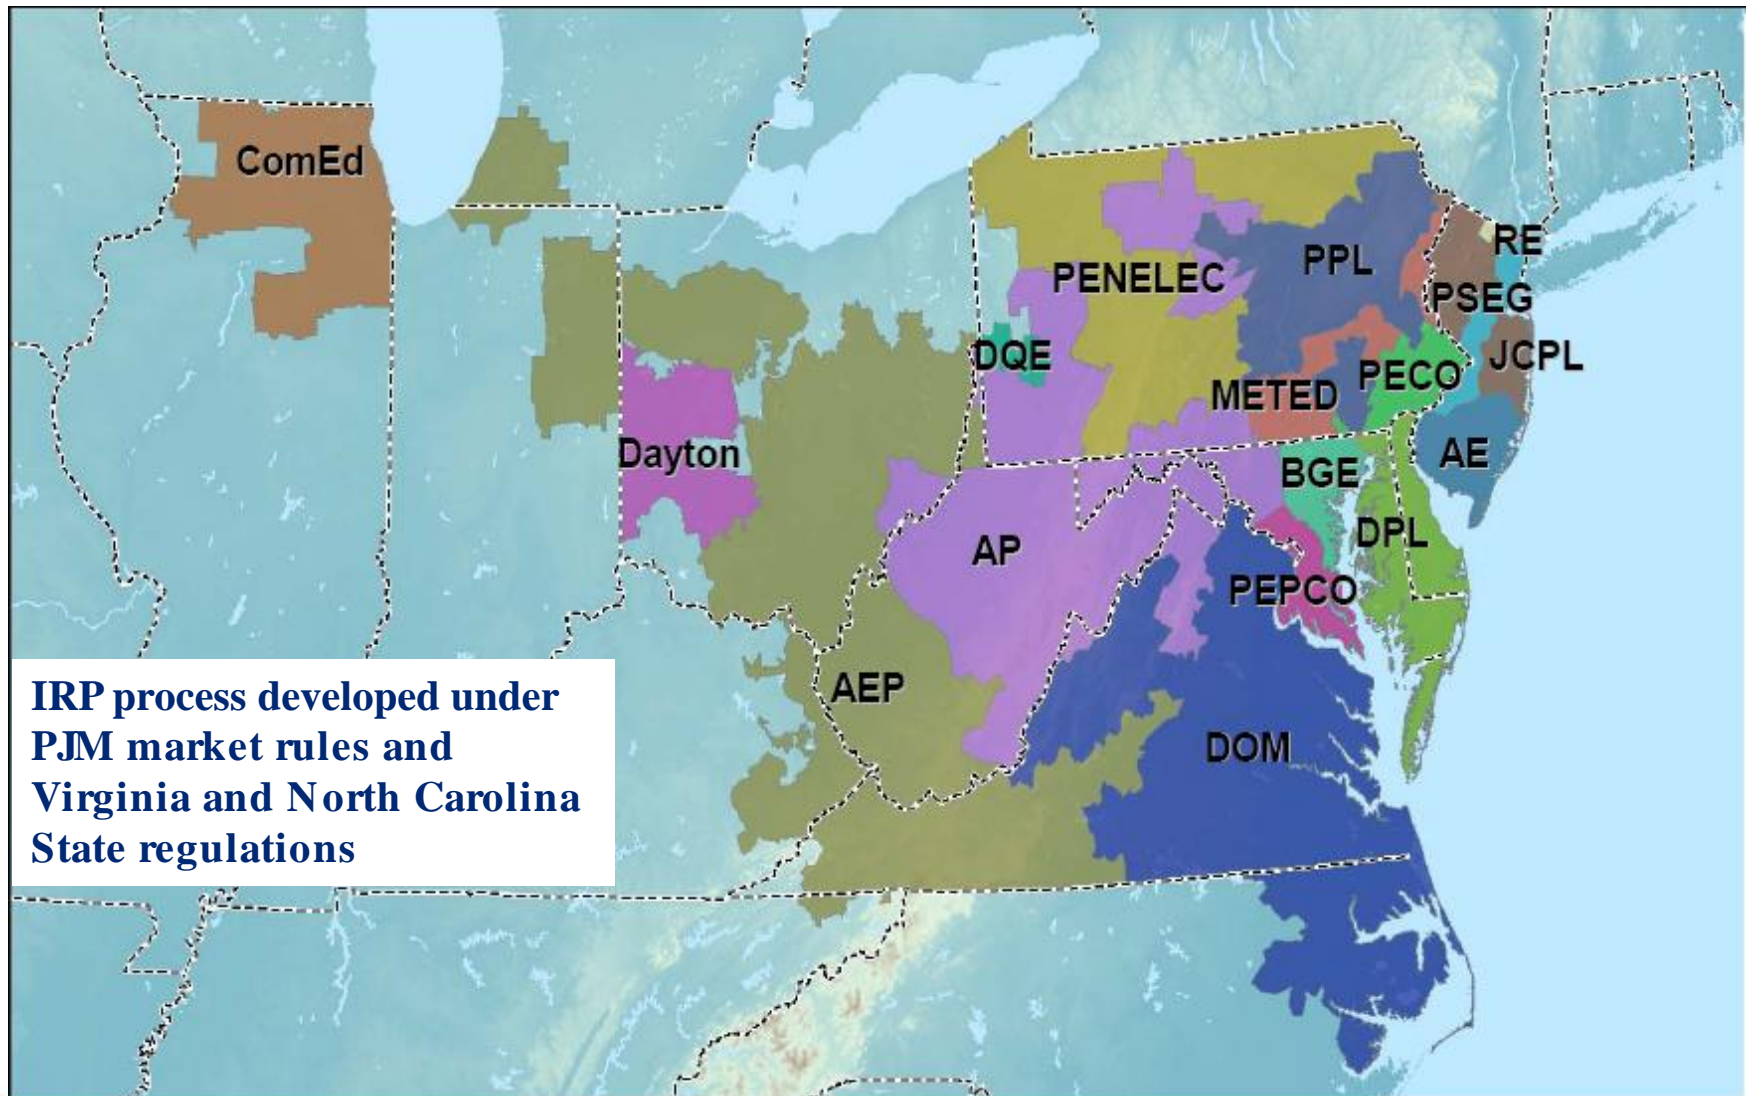 ComEd
RE
PPL
PENELEC
PSEG
DQE
JCPL
PECO
METED
Dayton
AE
BGE
DPL
AP
PEPCO
AEP
DOM
IRP process developed under
PJM market rules and
Virginia and North Carolina
State regulations